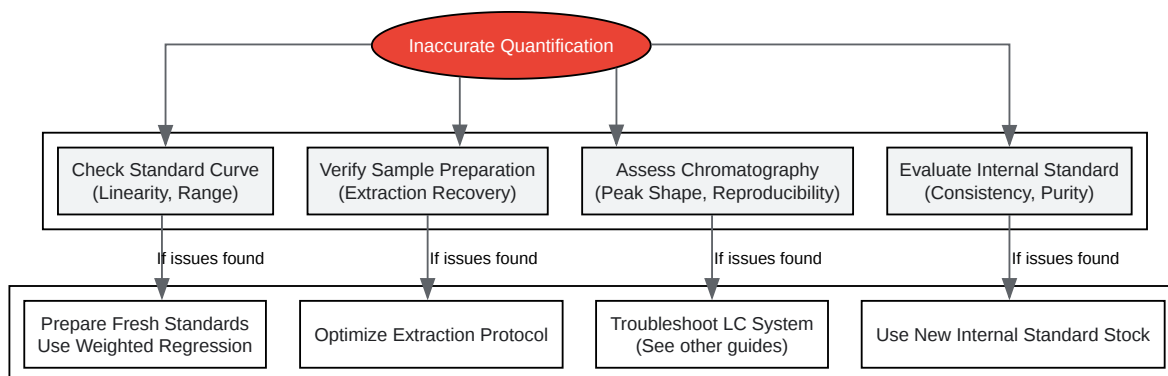 Inaccurate Quantification
Check Standard Curve
(Linearity, Range)
Verify Sample Preparation
(Extraction Recovery)
Assess Chromatography
(Peak Shape, Reproducibility)
Evaluate Internal Standard
(Consistency, Purity)
If issues found
If issues found
If issues found
If issues found
Prepare Fresh Standards
Use Weighted Regression
Optimize Extraction Protocol
Troubleshoot LC System
(See other guides)
Use New Internal Standard Stock